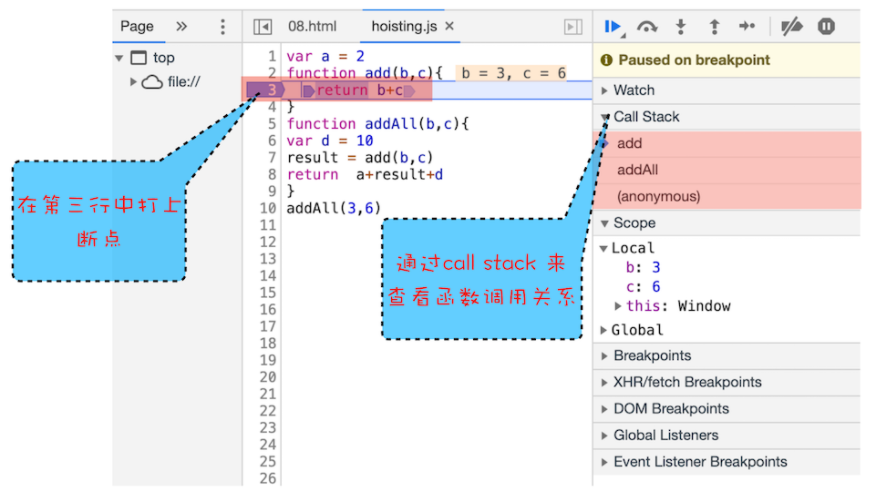 Page
08.html
hoisting.js
top
file://
1 var a = 2
2 function add(b,c){ b = 3, c = 6
3 return b+c
4 }
5 function addAll(b,c){
6 var d = 10
7 result = add(b,c)
8 return a+result+d
9 }
10 addAll(3,6)
11
12
13
14
15
16
17
18
19
20
21
22
23
24
25
26
在第三行中打上
断点
通过call stack 来
查看函数调用关系
Paused on breakpoint
Watch
Call Stack
add
addAll
(anonymous)
Scope
Local
b: 3
c: 6
this: Window
Global
Breakpoints
XHR/fetch Breakpoints
DOM Breakpoints
Global Listeners
Event Listener Breakpoints